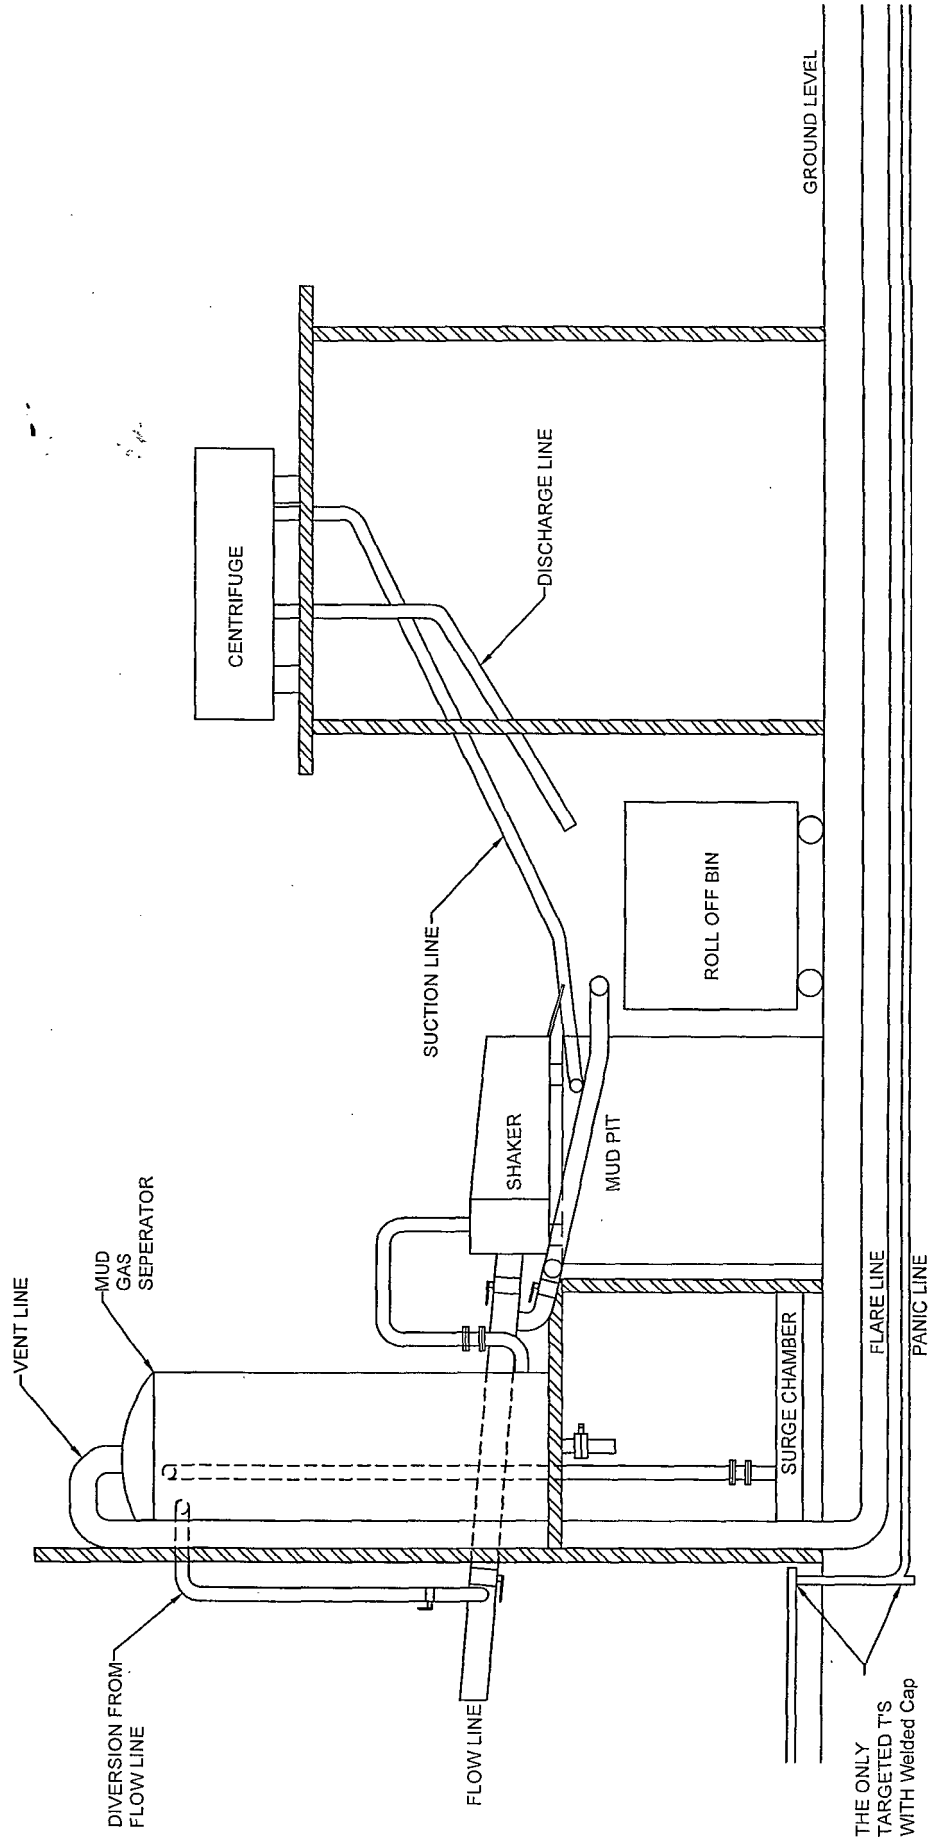 VENT LINE
MUD
GAS
SEPERATOR
DIVERSION FROM
FLOW LINE
FLOW LINE
SHAKER
SUCTION LINE
CENTRIFUGE
DISCHARGE LINE
MUD PIT
ROLL OFF BIN
SURGE CHAMBER
GROUND LEVEL
FLARE LINE
PANIC LINE
THE ONLY
TARGETED T'S
WITH Welded Cap